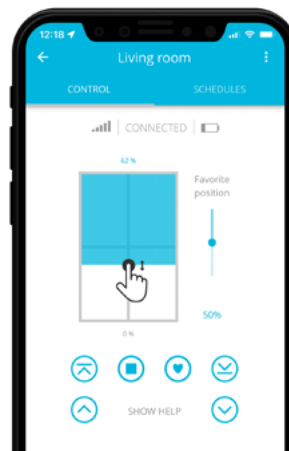 12:18
Living room
CONTROL
SCHEDULES
CONNECTED
62 %
Favorite
position
50%
0 %
SHOW HELP